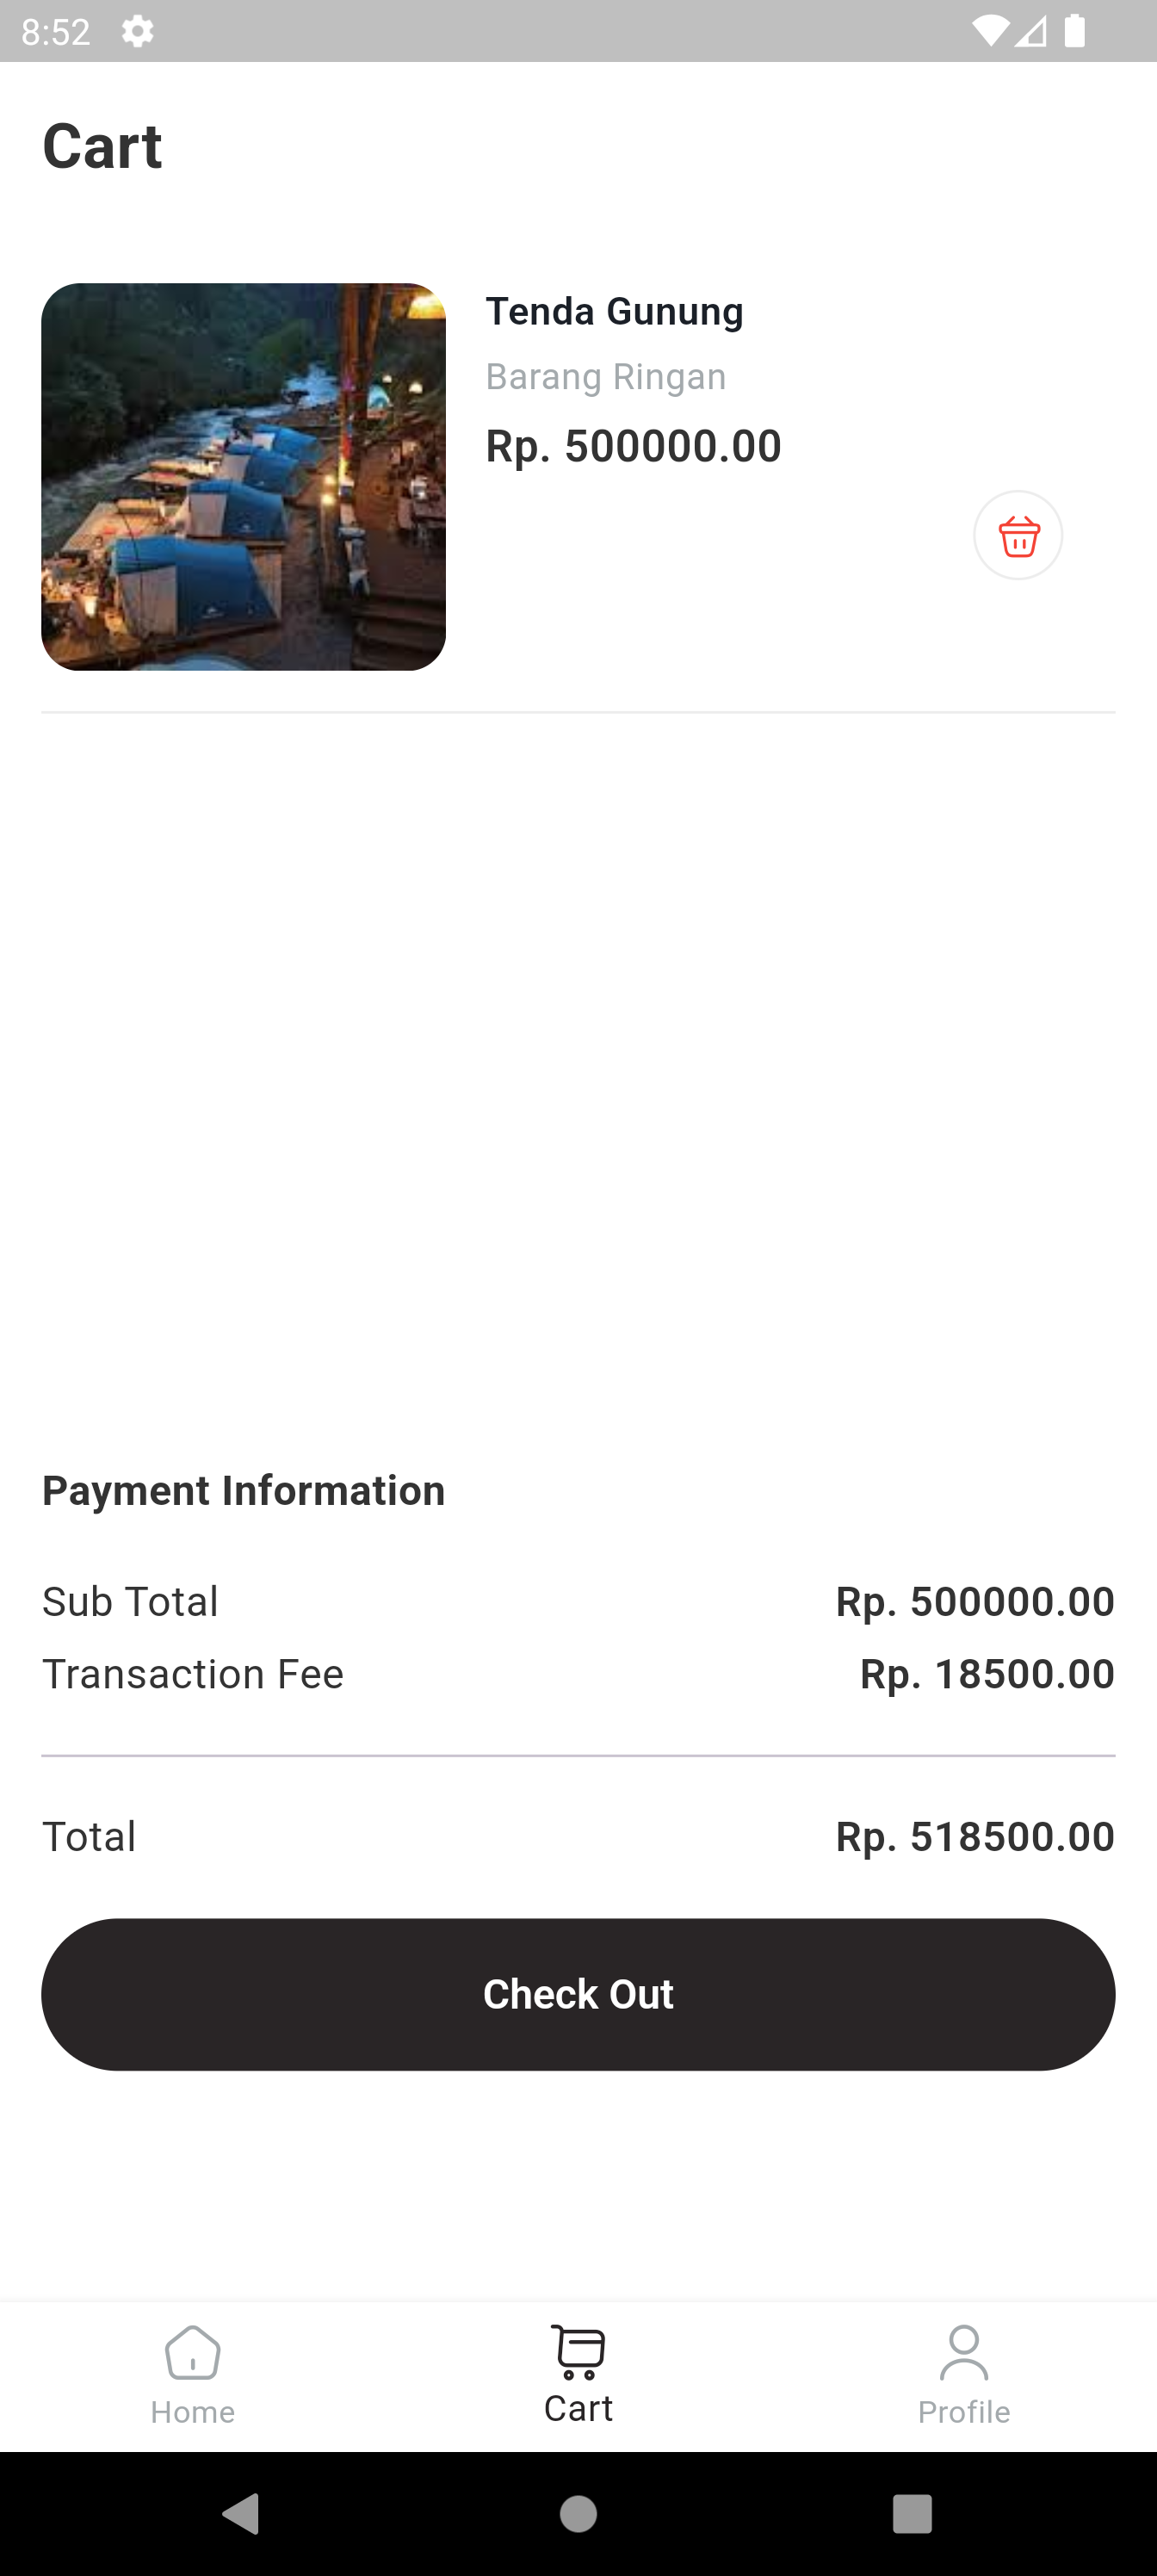 8:52
Cart
Tenda Gunung
Barang Ringan
Rp. 500000.00
Payment Information
Sub Total Rp. 500000.00
Transaction Fee Rp. 18500.00
Total Rp. 518500.00
Check Out
Home Cart Profile